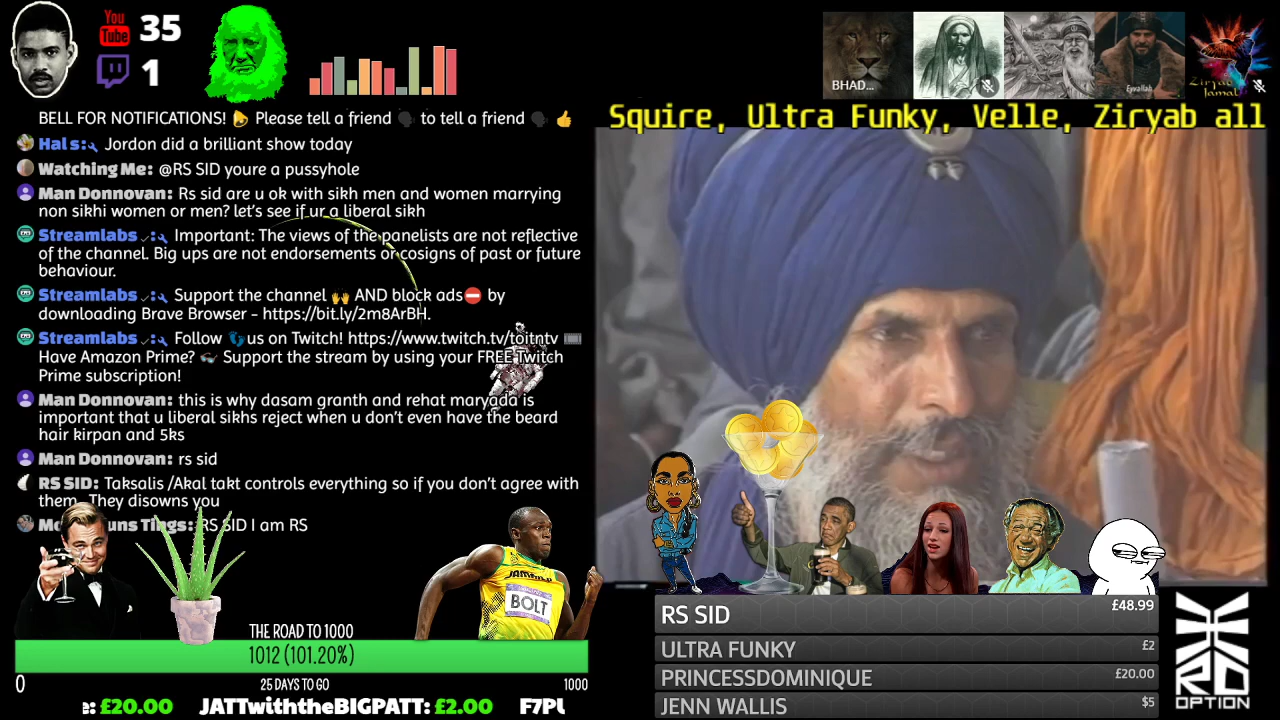 You
Tube
35
1
BHAD...
Eyvallah
Ziryab
Jamal
Squire, Ultra Funky, Velle, Ziryab all
BELL FOR NOTIFICATIONS! 🔔 Please tell a friend 🗣 to tell a friend 🗣 👍
Hal s: Jordon did a brilliant show today
Watching Me: @RS SID youre a pussyhole
Man Donnovan: Rs sid are u ok with sikh men and women marrying
non sikhi women or men? let's see if ur a liberal sikh
Streamlabs ✓: Important: The views of the panelists are not reflective
of the channel. Big ups are not endorsements or cosigns of past or future
behaviour.
Streamlabs ✓: Support the channel 🙌 AND block ads⛔ by
downloading Brave Browser - https://bit.ly/2m8ArBH.
Streamlabs ✓: Follow 👣us on Twitch! https://www.twitch.tv/toitntv
Have Amazon Prime? Support the stream by using your FREE Twitch
Prime subscription!
Man Donnovan: this is why dasam granth and rehat maryada is
important that u liberal sikhs reject when u don't even have the beard
hair kirpan and 5ks
Man Donnovan: rs sid
RS SID: Taksalis /Akal takt controls everything so if you don't agree with
them They disowns you
uns Tings: RS SID I am RS
JAMAICA
BOLT
THE ROAD TO 1000
1012 (101.20%)
0
25 DAYS TO GO
1000
RS SID £48.99
ULTRA FUNKY £2
PRINCESSDOMINIQUE £20.00
JENN WALLIS $5
OPTION
: £20.00 JATTwiththeBIGPATT: £2.00